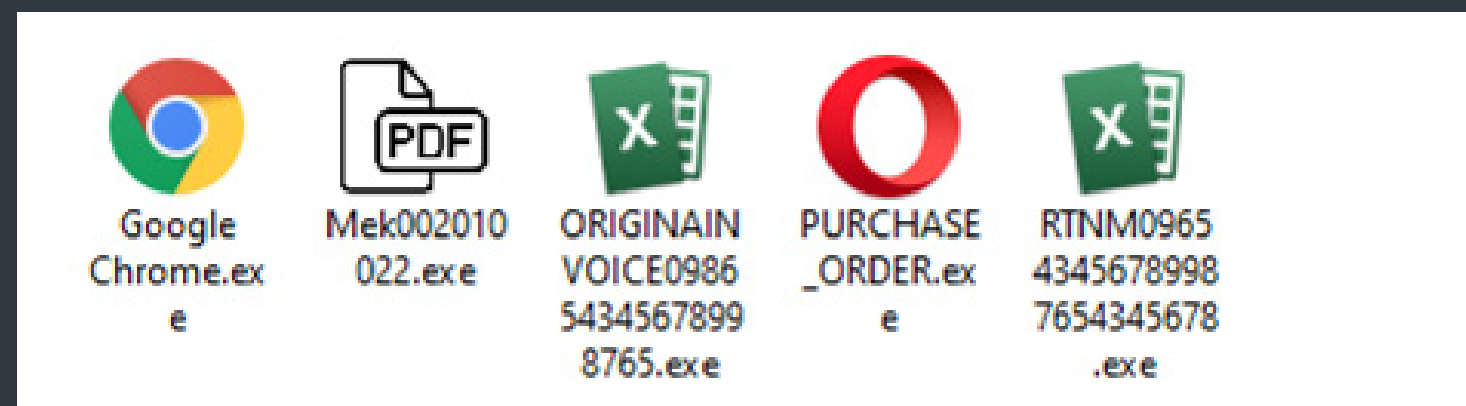 PDF
X
X
Google
Chrome.ex
e
Mek002010
022.exe
ORIGINAIN
VOICE0986
5434567899
8765.exe
PURCHASE
_ORDER.ex
e
RTNM0965
4345678998
7654345678
.exe